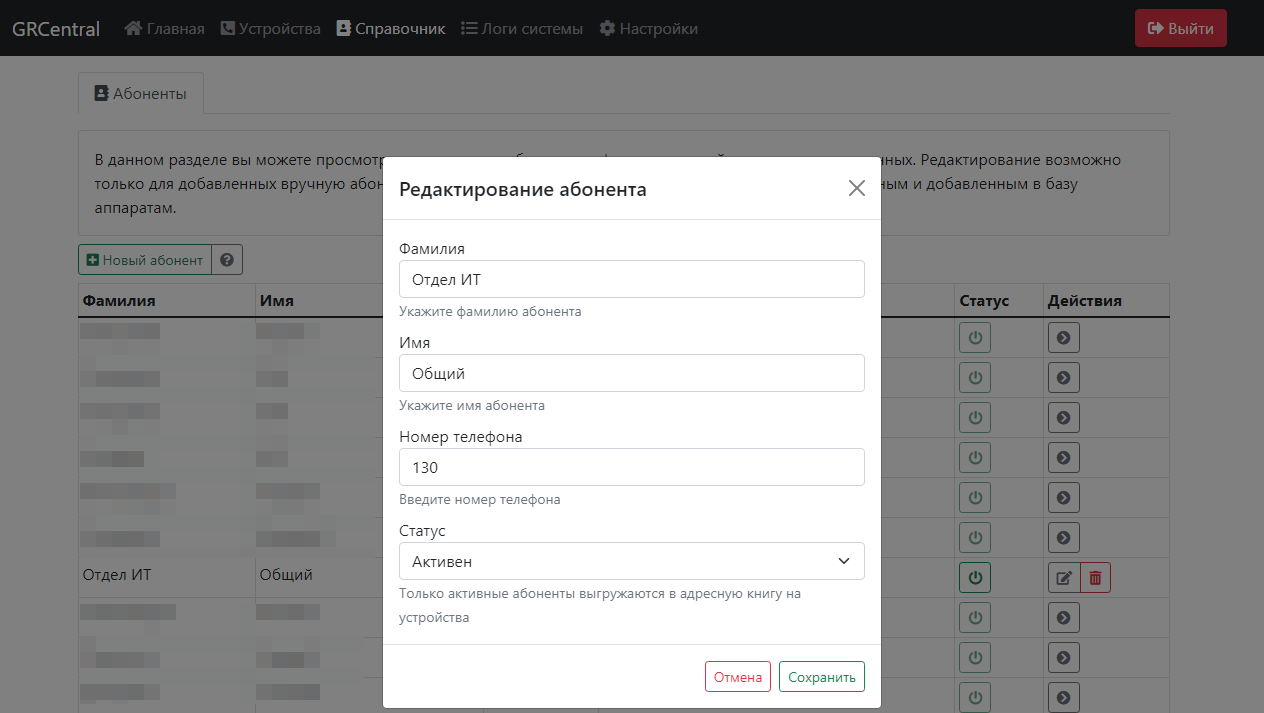 GRCentral Главная Устройства Справочник Логи системы Настройки Выйти
Абоненты
В данном разделе вы можете просмотр нных. Редактирование возможно
только для добавленных вручную абон ным и добавленным в базу
аппаратам.
Новый абонент
Фамилия Имя Статус Действия
Отдел ИТ Общий
Редактирование абонента
Фамилия
Отдел ИТ
Укажите фамилию абонента
Имя
Общий
Укажите имя абонента
Номер телефона
130
Введите номер телефона
Статус
Активен
Только активные абоненты выгружаются в адресную книгу на
устройства
Отмена Сохранить